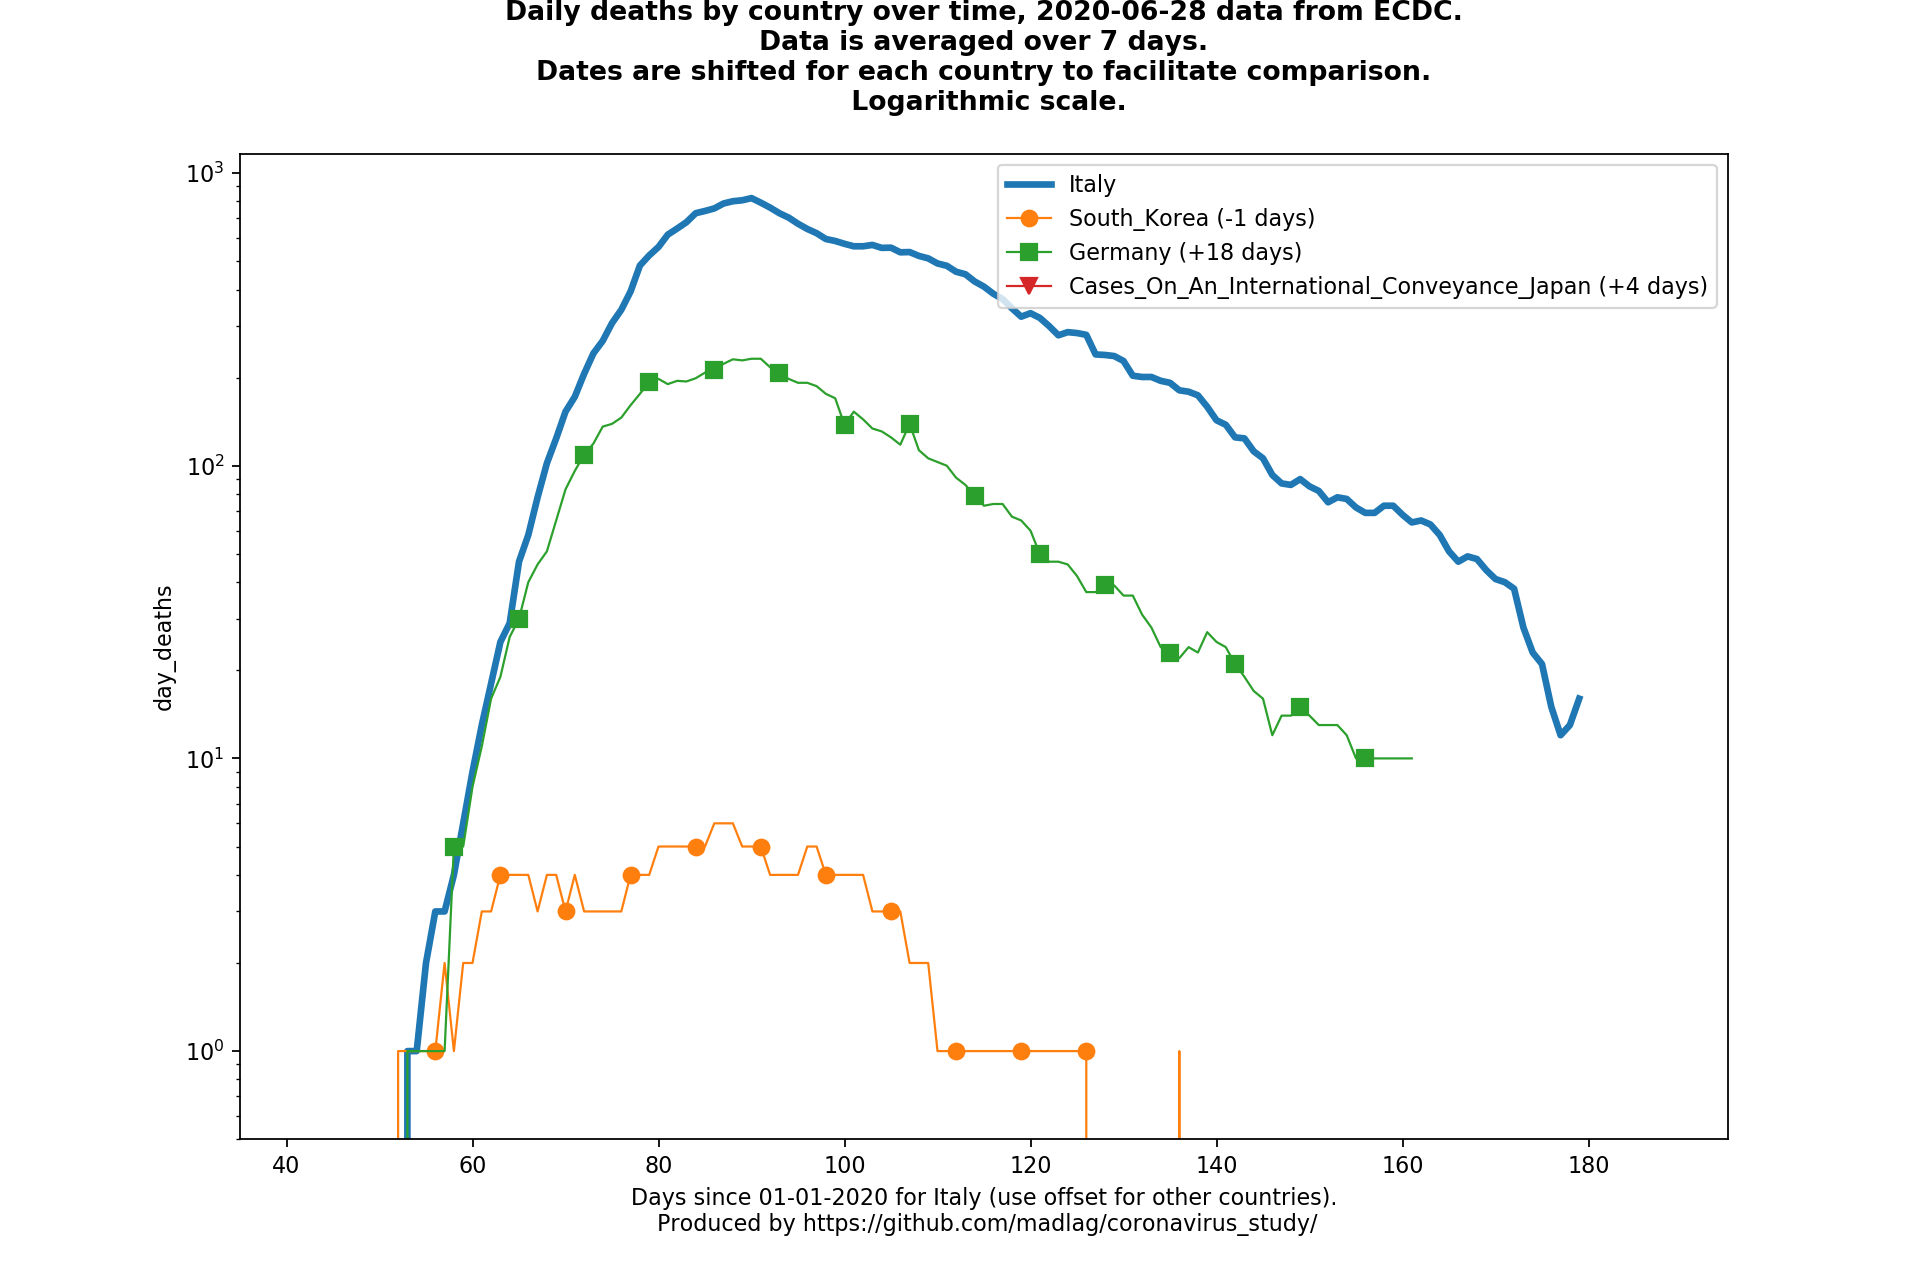 Daily deaths by country over time, 2020-06-28 data from ECDC.
Data is averaged over 7 days.
Dates are shifted for each country to facilitate comparison.
Logarithmic scale.
10³
Italy
South_Korea (-1 days)
Germany (+18 days)
Cases_On_An_International_Conveyance_Japan (+4 days)
10²
day_deaths
10¹
10⁰
40 60 80 100 120 140 160 180
Days since 01-01-2020 for Italy (use offset for other countries).
Produced by https://github.com/madlag/coronavirus_study/